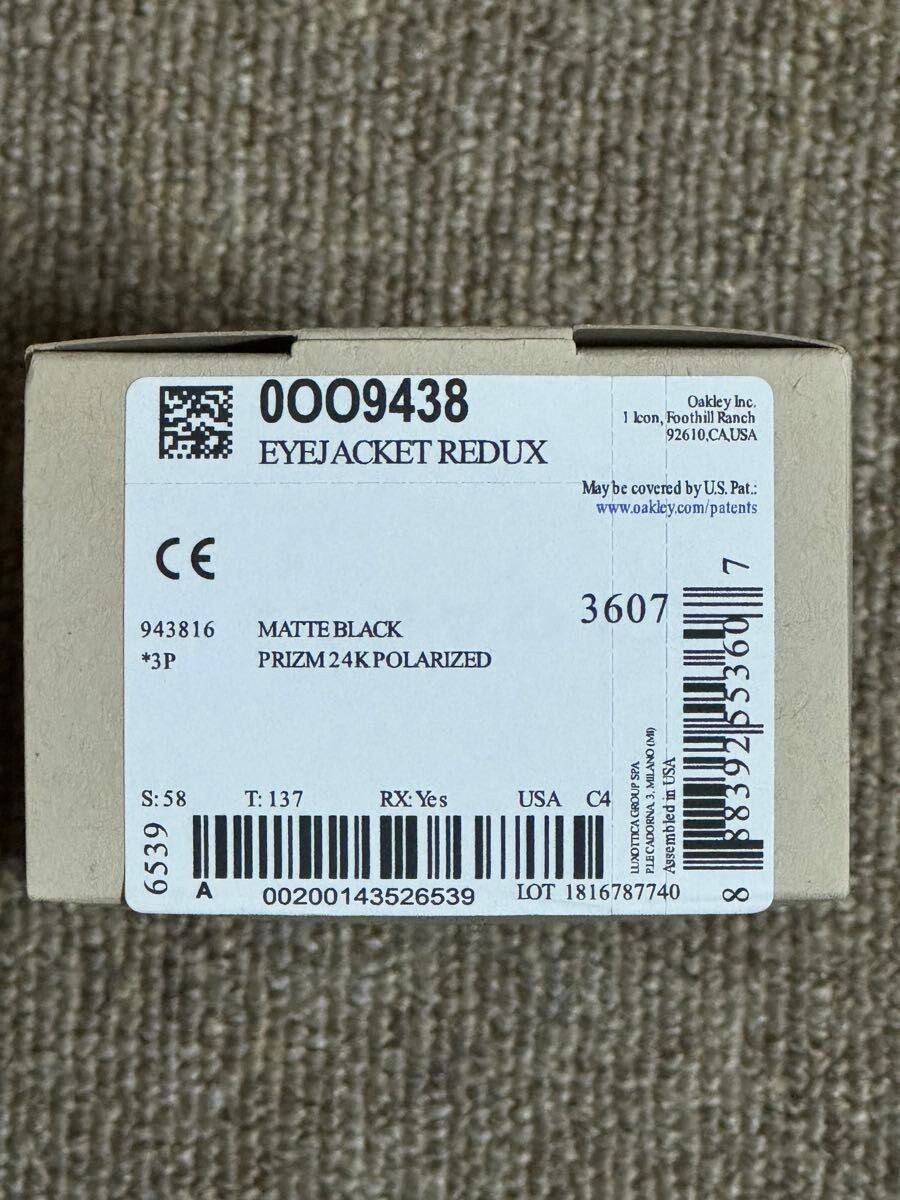 0OO9438
EYEJACKET REDUX
Oakley Inc.
1 Icon, Foothill Ranch
92610,CA,USA
May be covered by U.S. Pat.:
www.oakley.com/patents
CE
3607
943816 MATTE BLACK
*3P PRIZM 24K POLARIZED
S: 58 T: 137 RX: Yes USA C4
6539
A 00200143526539 LOT 1816787740
LUXOTTICA GROUP SPA
P.LE CADORNA, 3, MILANO (MI)
Assembled in USA
8 88392 55360 7